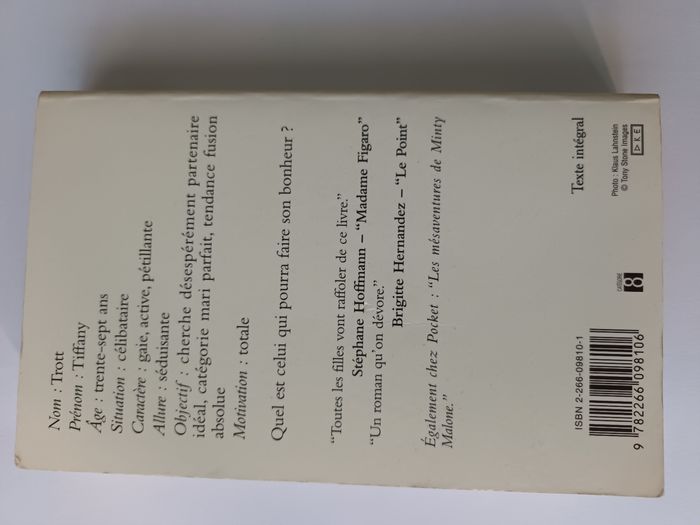 Nom : Trott
Prénom : Tiffany
Âge : trente-sept ans
Situation : célibataire
Caractère : gaie, active, pétillante
Allure : séduisante
Objectif : cherche désespérément partenaire
idéal, catégorie mari parfait, tendance fusion
absolue
Motivation : totale
Quel est celui qui pourra faire son bonheur ?
“Toutes les filles vont raffoler de ce livre.”
Stéphane Hoffmann – “Madame Figaro”
“Un roman qu'on dévore.”
Brigitte Hernandez – “Le Point”
Également chez Pocker : “Les mésaventures de Minty
Malone.”
Texte intégral
Photo : Klaus Lahnstein
© Tony Stone Images
DKE
CATÉGORIE
8
ISBN 2-266-09810-1
9 782266 098106